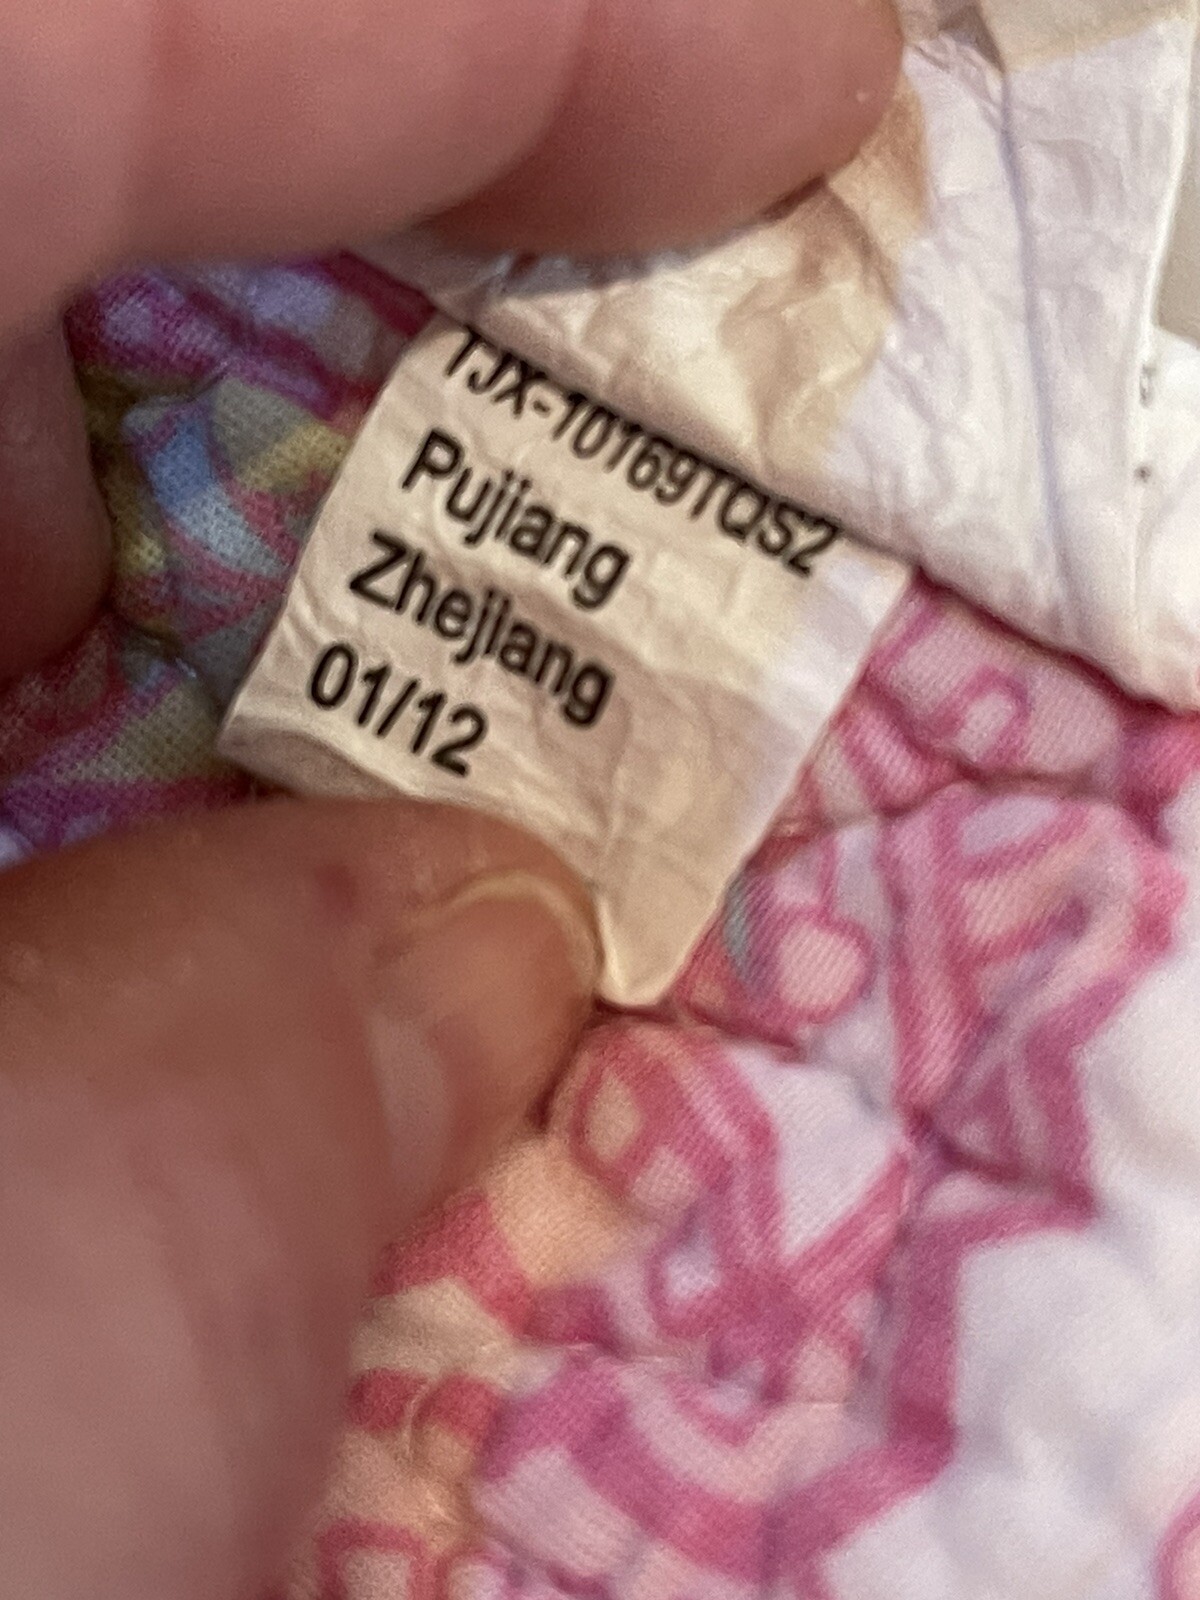 TJX-10169TQS2
Pujiang
Zhejiang
01/12